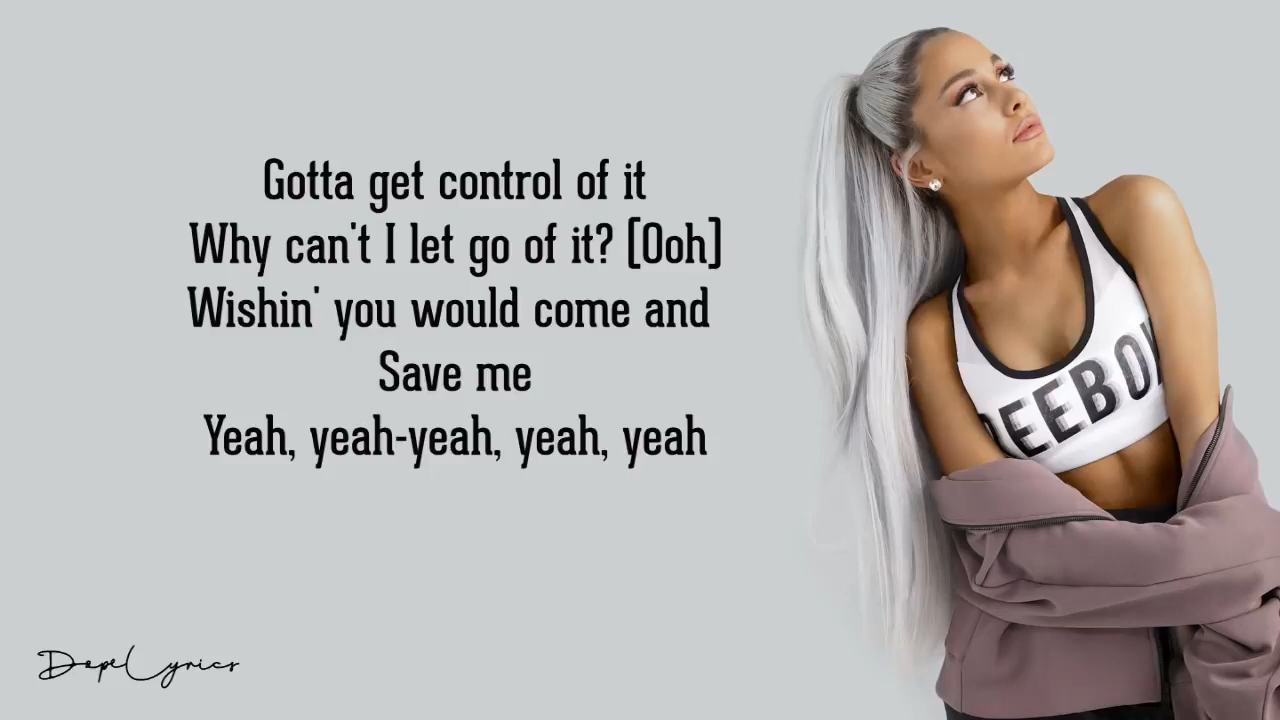 Gotta get control of it
Why can't I let go of it? [Ooh]
Wishin' you would come and
Save me
Yeah, yeah-yeah, yeah, yeah
REEBOK
DopeLyrics